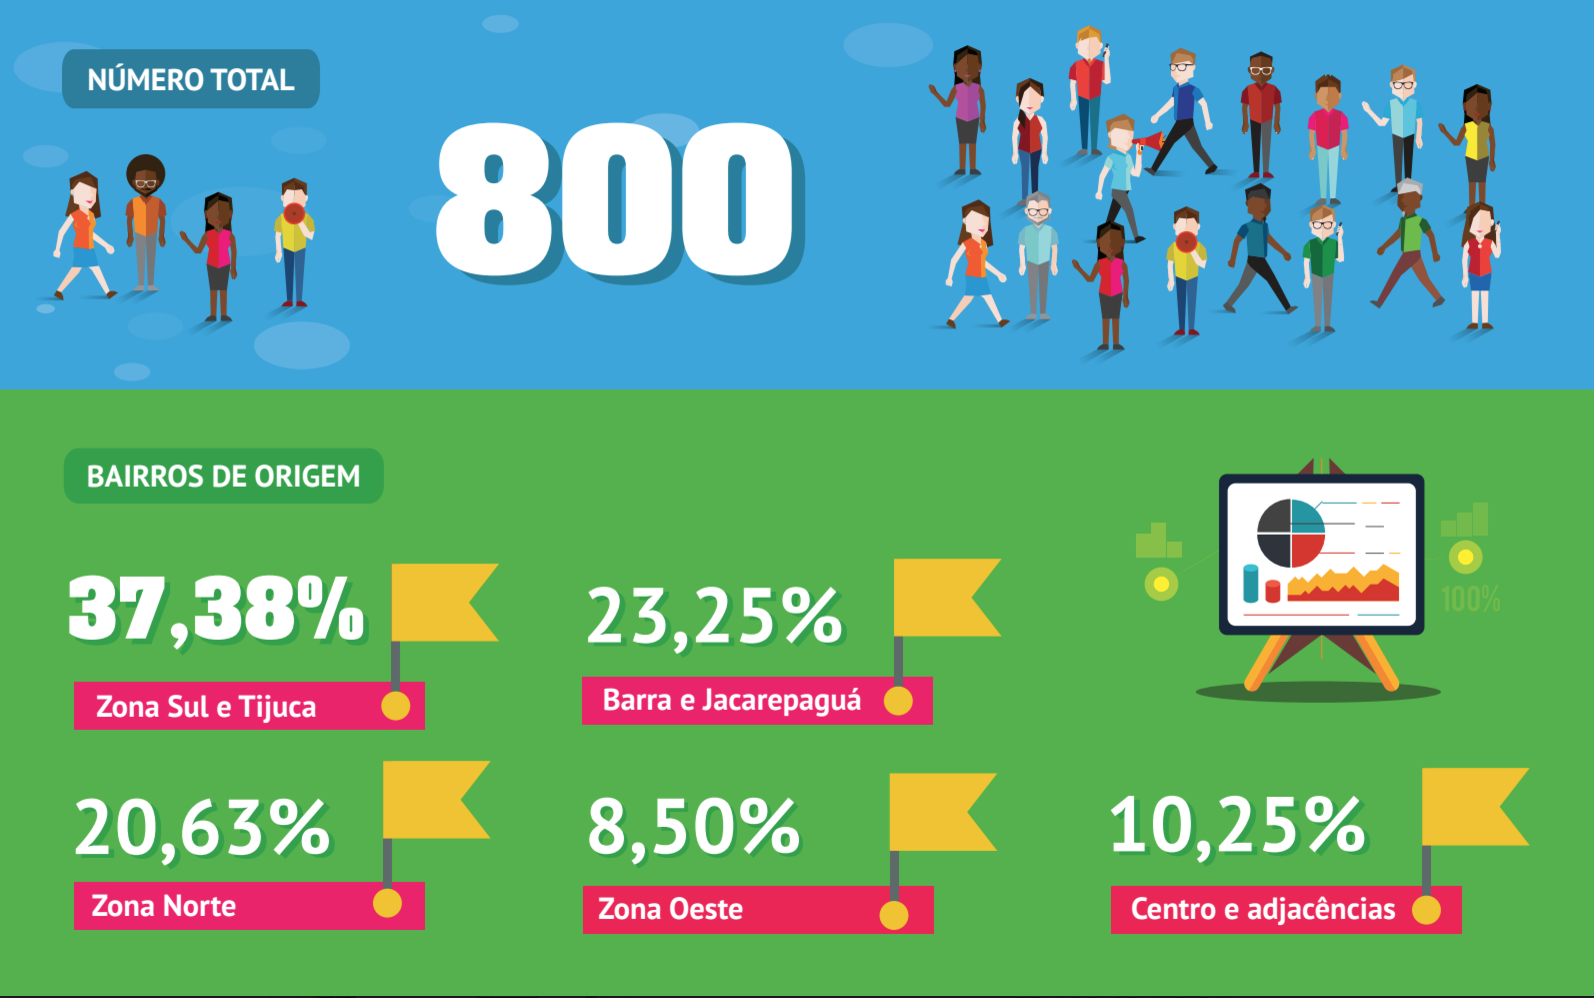 NÚMERO TOTAL
800
BAIRROS DE ORIGEM
37,38%
Zona Sul e Tijuca
23,25%
Barra e Jacarepaguá
100%
20,63%
Zona Norte
8,50%
Zona Oeste
10,25%
Centro e adjacências